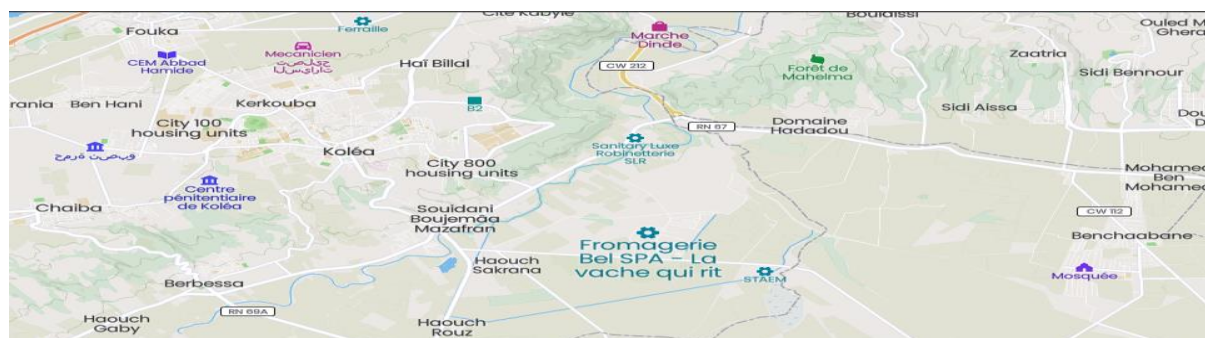 Cité Kabyle
Boulaissi
Fouka
Ferraille
Marche
Dinde
Ouled M
Ghera
CEM Abbad
Hamide
Mecanicien
تصليح
السيارات
Haï Billal
CW 212
Forêt de
Mahelma
Zaatria
Sidi Bennour
rania
Ben Hani
Kerkouba
B2
Sidi Aissa
City 100
housing units
RN 67
Domaine
Hadadou
Dou
D
Koléa
Sanitary Luxe
Robinetterie
SLR
City 800
housing units
Mohamed
Ben
Mohamed
Centre
pénitentiaire
de Koléa
Chaiba
Souidani
Boujemâa
Mazafran
CW 112
Benchaabane
Fromagerie
Bel SPA - La
vache qui rit
Haouch
Sakrana
STAEM
Mosquée
Berbessa
RN 69A
Haouch
Gaby
Haouch
Rouz